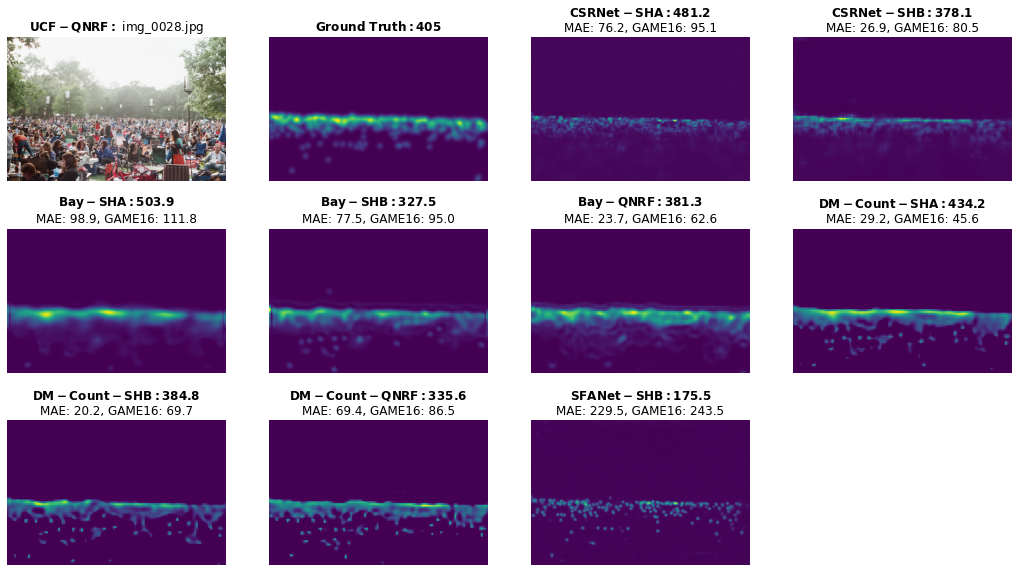 UCF − QNRF : img_0028.jpg
Ground Truth : 405
CSRNet − SHA : 481.2
MAE: 76.2, GAME16: 95.1
CSRNet − SHB : 378.1
MAE: 26.9, GAME16: 80.5
Bay − SHA : 503.9
MAE: 98.9, GAME16: 111.8
Bay − SHB : 327.5
MAE: 77.5, GAME16: 95.0
Bay − QNRF : 381.3
MAE: 23.7, GAME16: 62.6
DM − Count − SHA : 434.2
MAE: 29.2, GAME16: 45.6
DM − Count − SHB : 384.8
MAE: 20.2, GAME16: 69.7
DM − Count − QNRF : 335.6
MAE: 69.4, GAME16: 86.5
SFANet − SHB : 175.5
MAE: 229.5, GAME16: 243.5